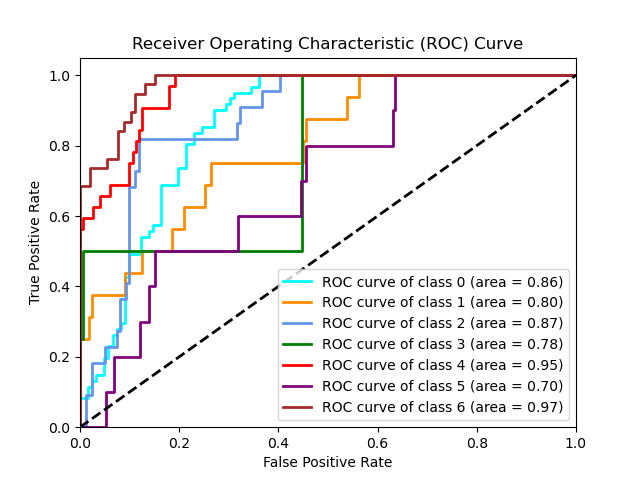 Receiver Operating Characteristic (ROC) Curve
True Positive Rate
1.0
0.8
0.6
0.4
0.2
0.0
ROC curve of class 0 (area = 0.86)
ROC curve of class 1 (area = 0.80)
ROC curve of class 2 (area = 0.87)
ROC curve of class 3 (area = 0.78)
ROC curve of class 4 (area = 0.95)
ROC curve of class 5 (area = 0.70)
ROC curve of class 6 (area = 0.97)
0.0 0.2 0.4 0.6 0.8 1.0
False Positive Rate